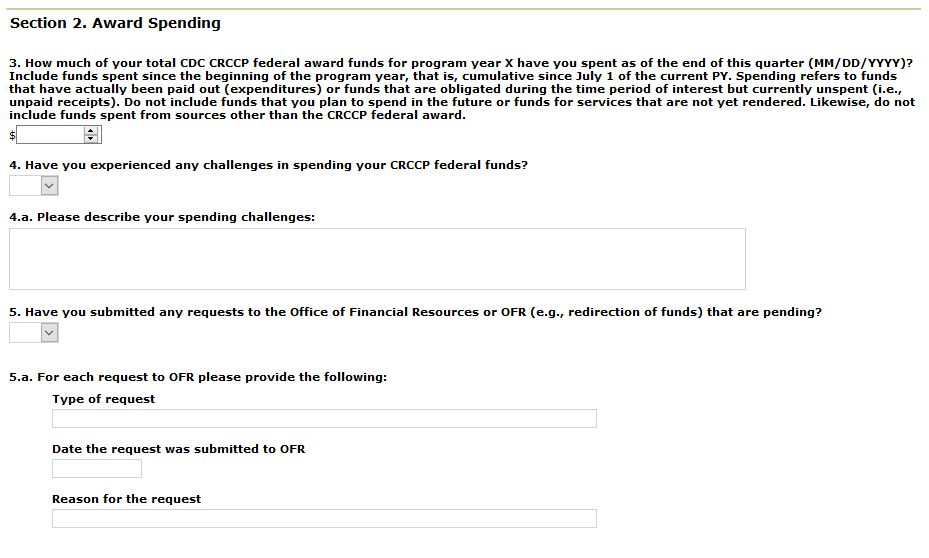 Section 2. Award Spending
3. How much of your total CDC CRCCP federal award funds for program year X have you spent as of the end of this quarter (MM/DD/YYYY)?
Include funds spent since the beginning of the program year, that is, cumulative since July 1 of the current PY. Spending refers to funds
that have actually been paid out (expenditures) or funds that are obligated during the time period of interest but currently unspent (i.e.,
unpaid receipts). Do not include funds that you plan to spend in the future or funds for services that are not yet rendered. Likewise, do not
include funds spent from sources other than the CRCCP federal award.
$
4. Have you experienced any challenges in spending your CRCCP federal funds?
4.a. Please describe your spending challenges:
5. Have you submitted any requests to the Office of Financial Resources or OFR (e.g., redirection of funds) that are pending?
5.a. For each request to OFR please provide the following:
Type of request
Date the request was submitted to OFR
Reason for the request